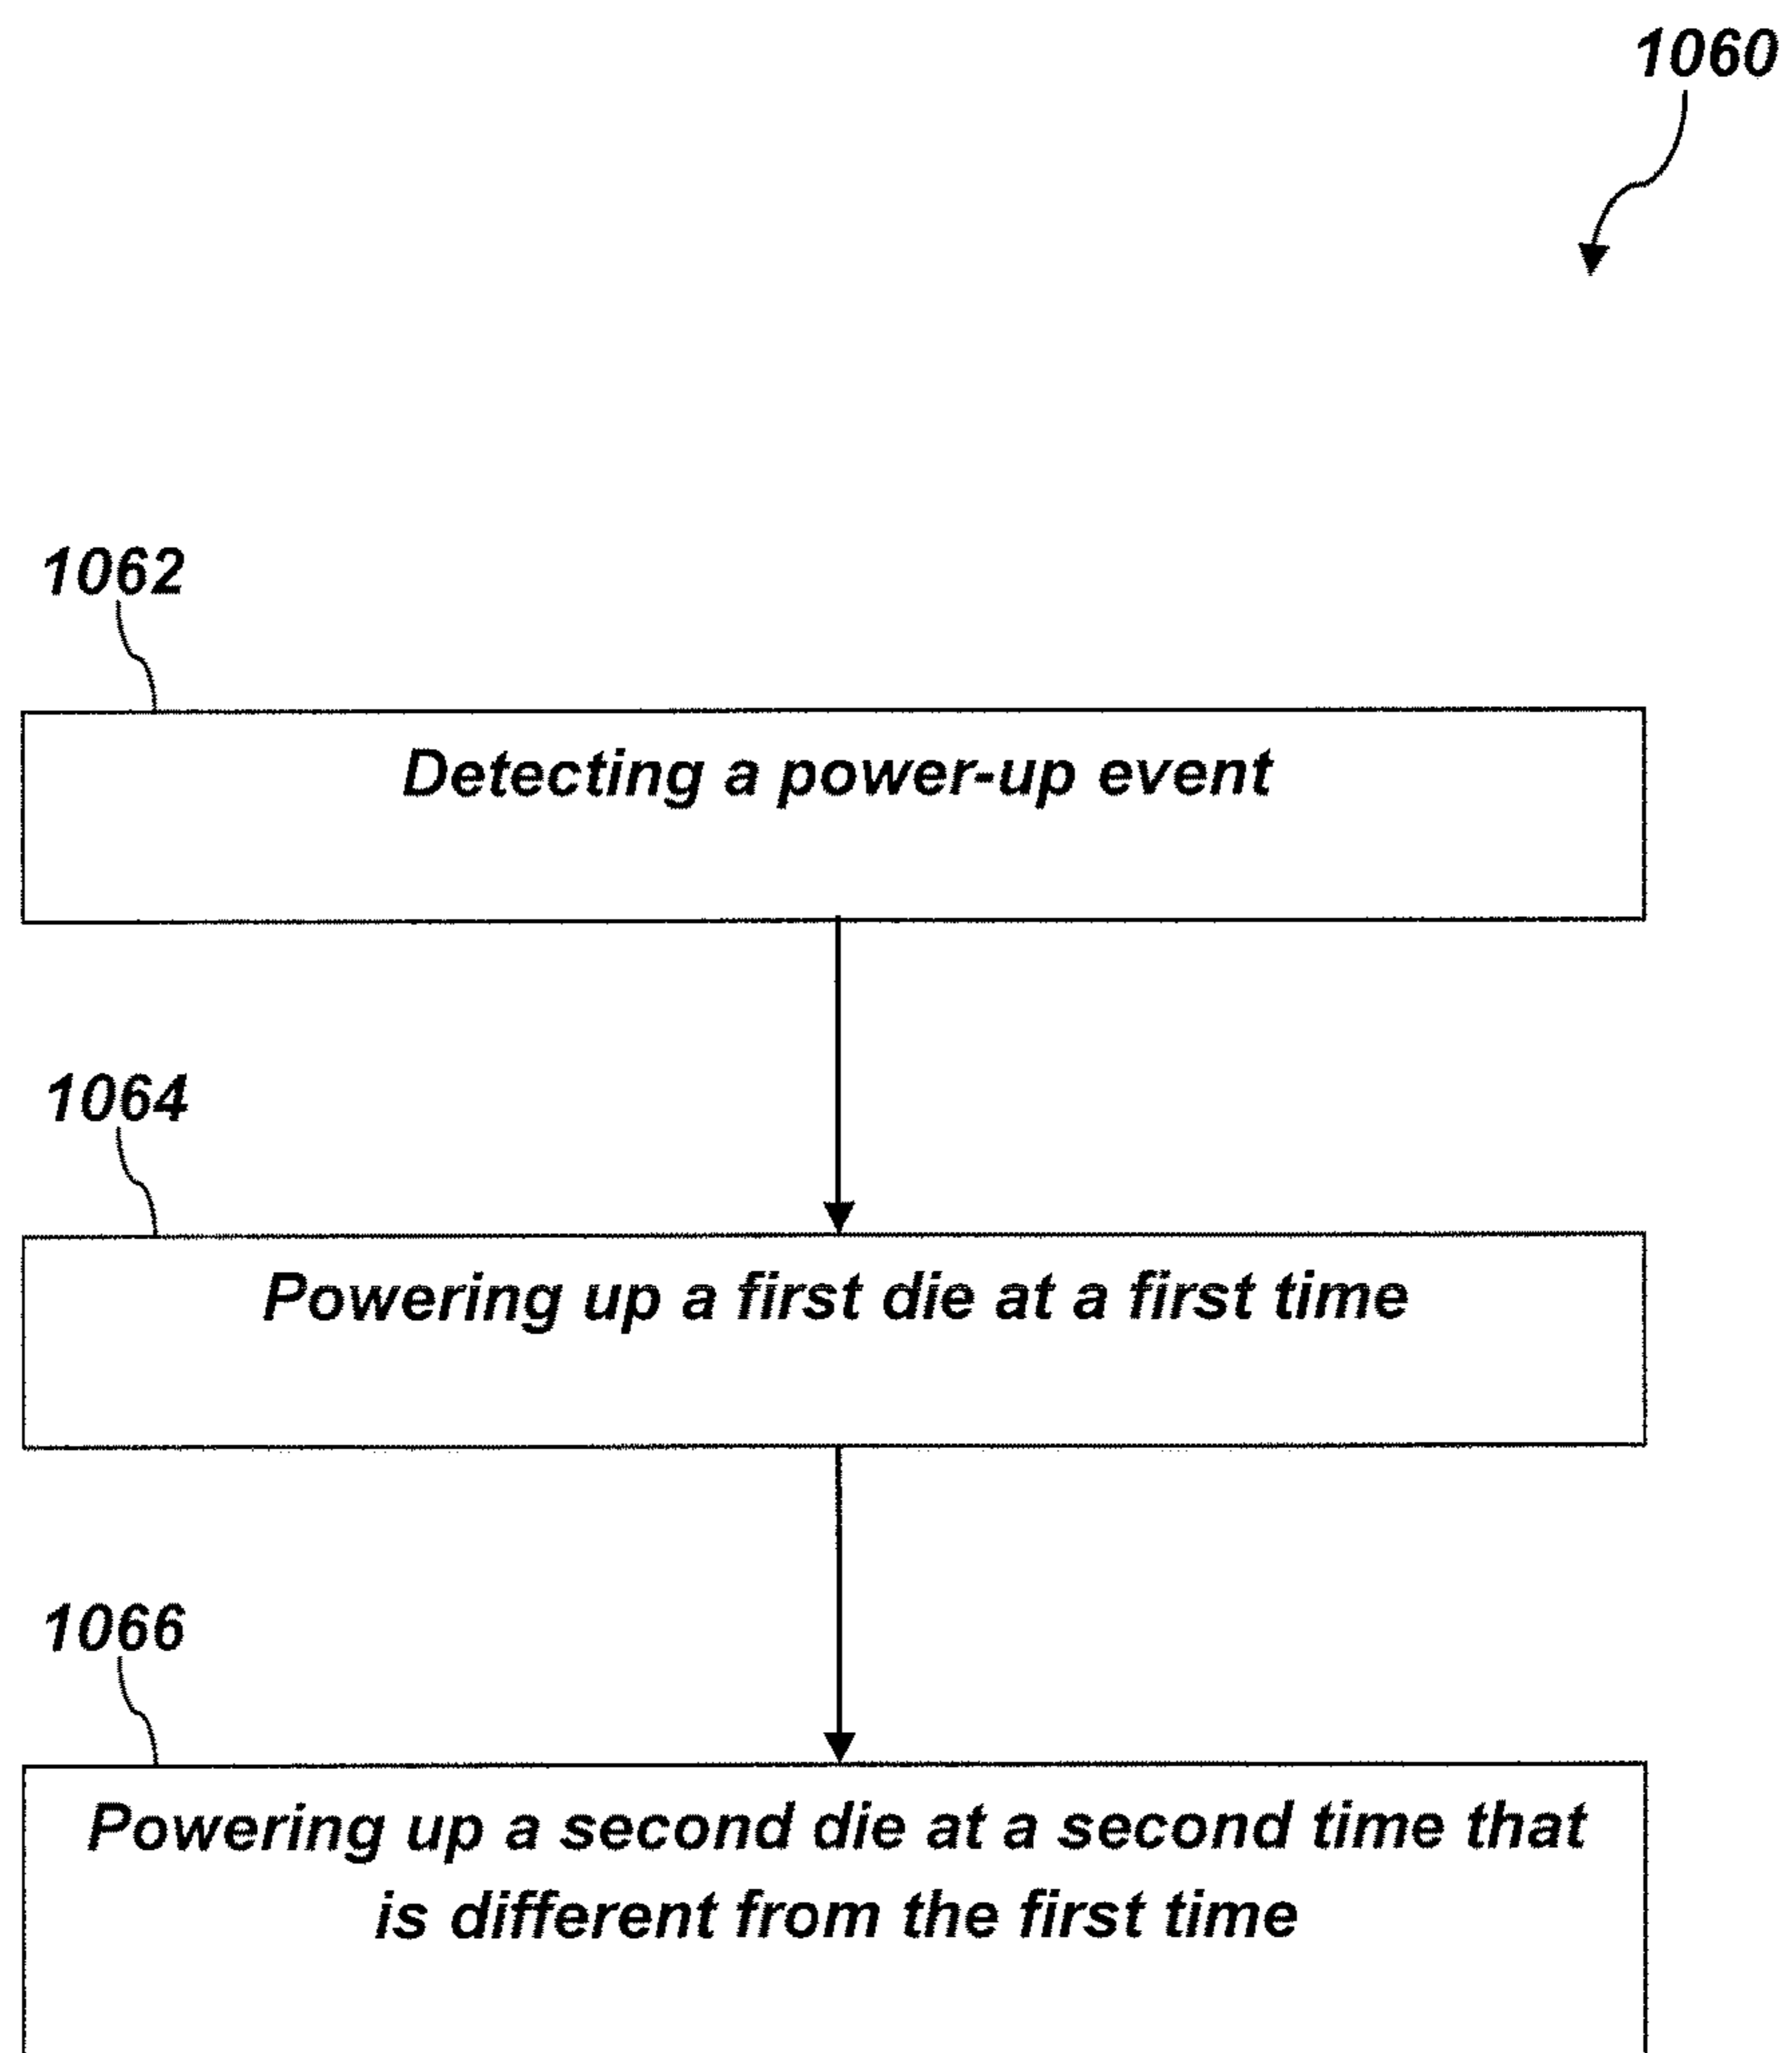 1060
1062
Detecting a power-up event
1064
Powering up a first die at a first time
1066
Powering up a second die at a second time that
is different from the first time